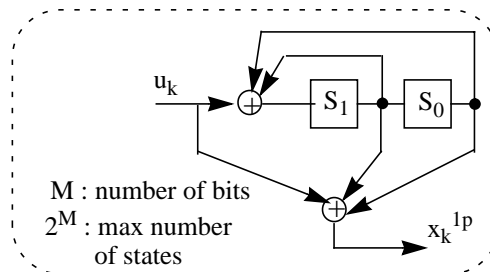 u_k
S_1
S_0
M : number of bits
2^M : max number
of states
x_k^1p